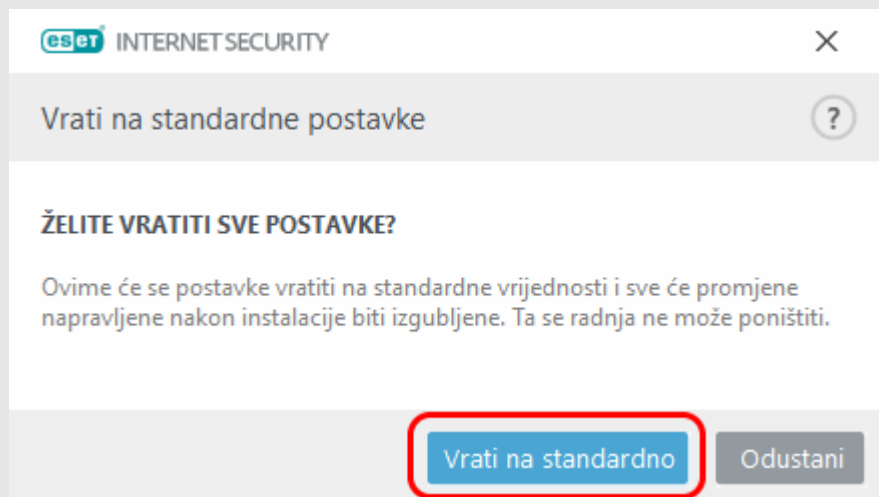 eset INTERNET SECURITY
Vrati na standardne postavke
?
ŽELITE VRATITI SVE POSTAVKE?
Ovime će se postavke vratiti na standardne vrijednosti i sve će promjene
napravljene nakon instalacije biti izgubljene. Ta se radnja ne može poništiti.
Vrati na standardno Odustani